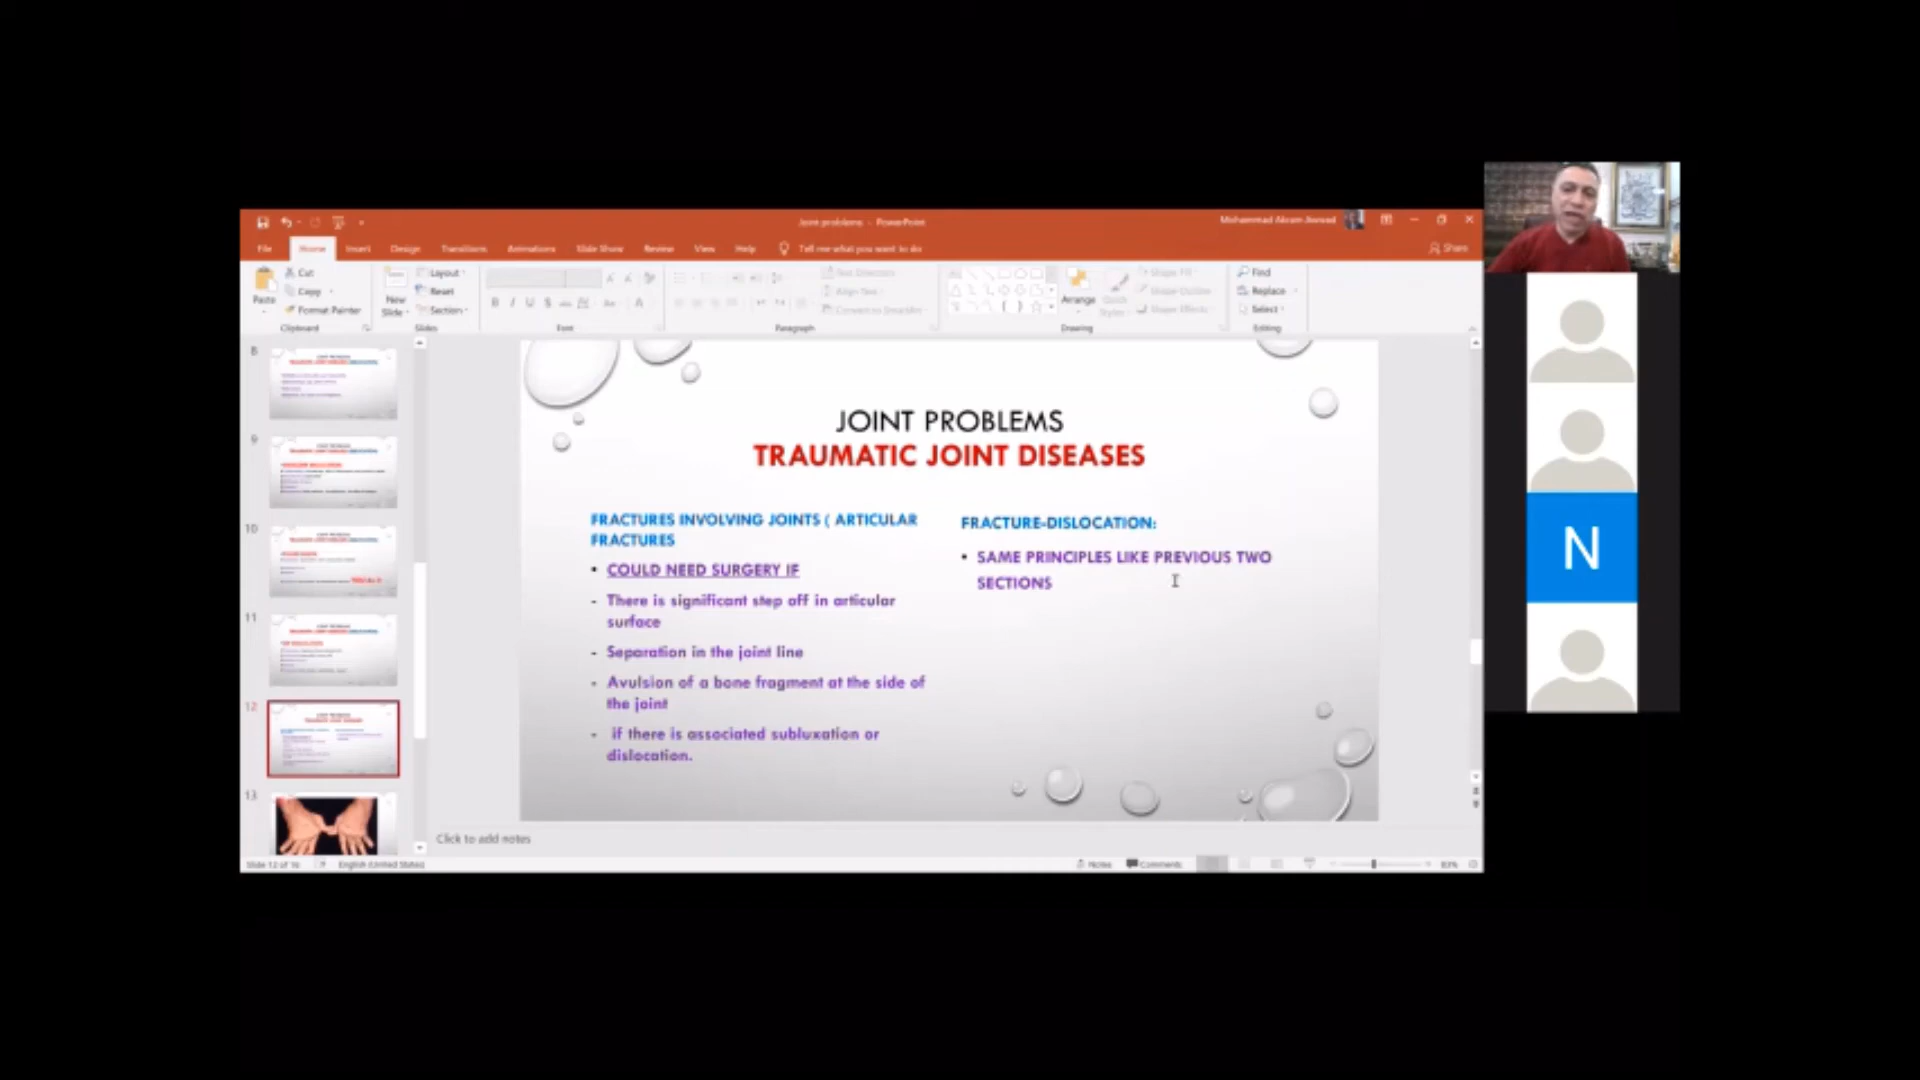 Joint problems - PowerPoint
Mohammad Akram Awwad
File Home Insert Design Transitions Animations Slide Show Review View Help Tell me what you want to do Share
Cut
Copy
Format Painter
Paste
Clipboard
New
Slide
Layout
Reset
Section
Slides
Font
Text Direction
Align Text
Convert to SmartArt
Paragraph
Arrange
Quick
Styles
Shape Fill
Shape Outline
Shape Effects
Drawing
Find
Replace
Select
Editing
8
9
10
11
12
13
JOINT PROBLEMS
TRAUMATIC JOINT DISEASES
FRACTURES INVOLVING JOINTS ( ARTICULAR
FRACTURES
• COULD NEED SURGERY IF
- There is significant step off in articular
surface
- Separation in the joint line
- Avulsion of a bone fragment at the side of
the joint
- if there is associated subluxation or
dislocation.
FRACTURE-DISLOCATION:
• SAME PRINCIPLES LIKE PREVIOUS TWO
SECTIONS
N
Click to add notes
English (United States)
Notes
Comments
83%